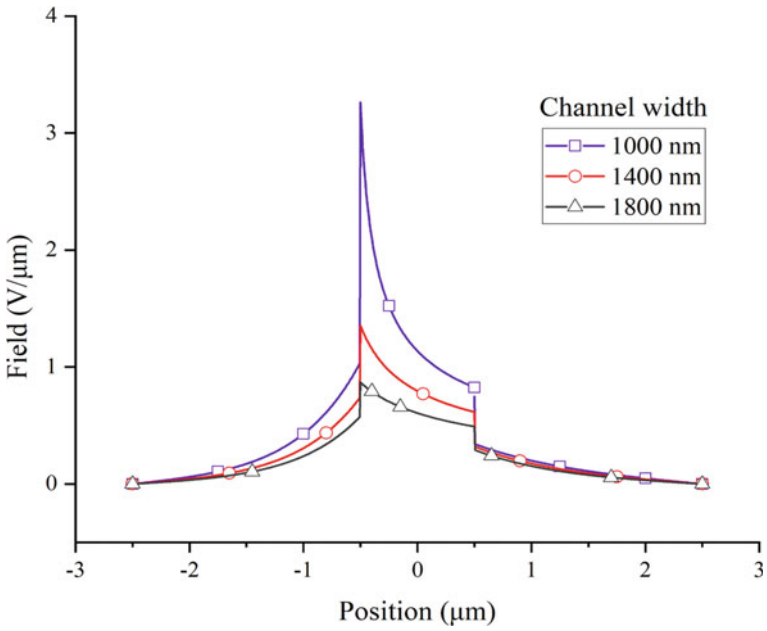 4
3
2
1
0
Field (V/μm)
Channel width
1000 nm
1400 nm
1800 nm
-3
-2
-1
0
1
2
3
Position (μm)